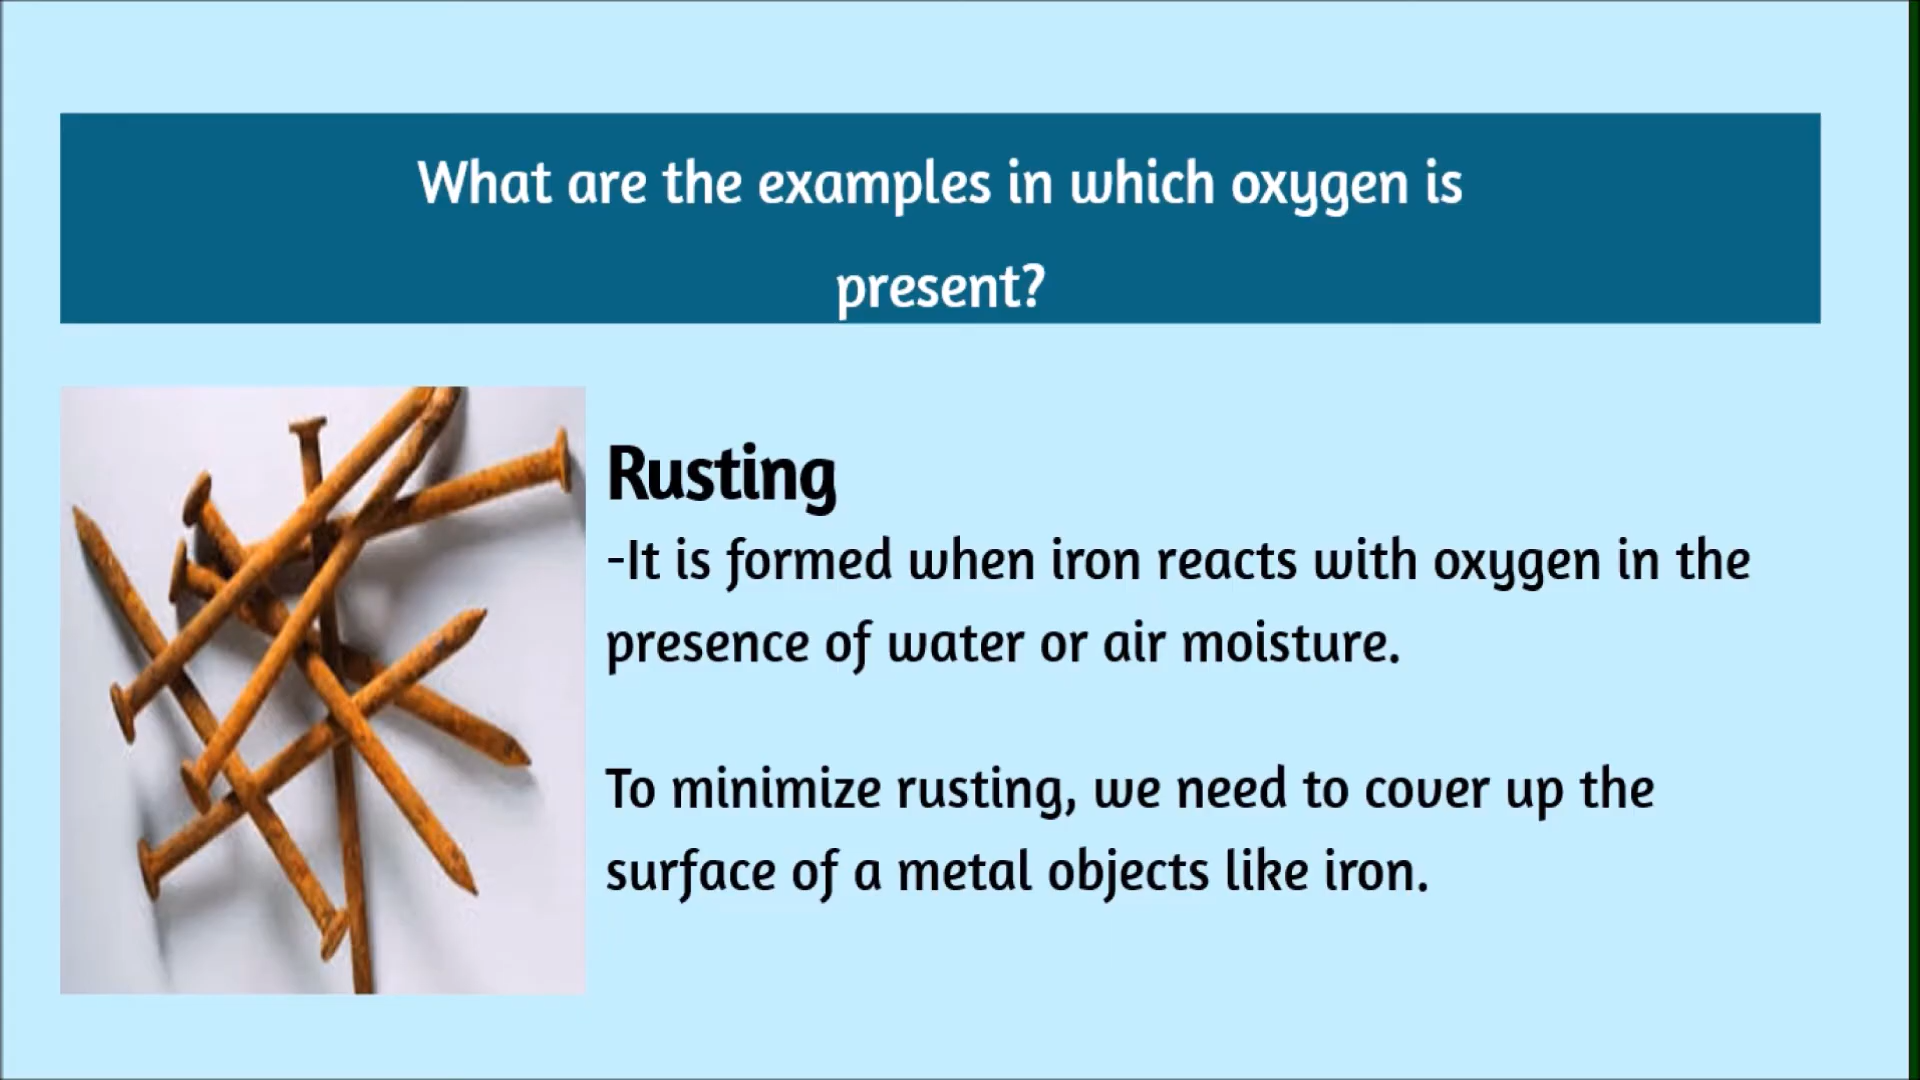 What are the examples in which oxygen is
present?
Rusting
-It is formed when iron reacts with oxygen in the
presence of water or air moisture.
To minimize rusting, we need to cover up the
surface of a metal objects like iron.